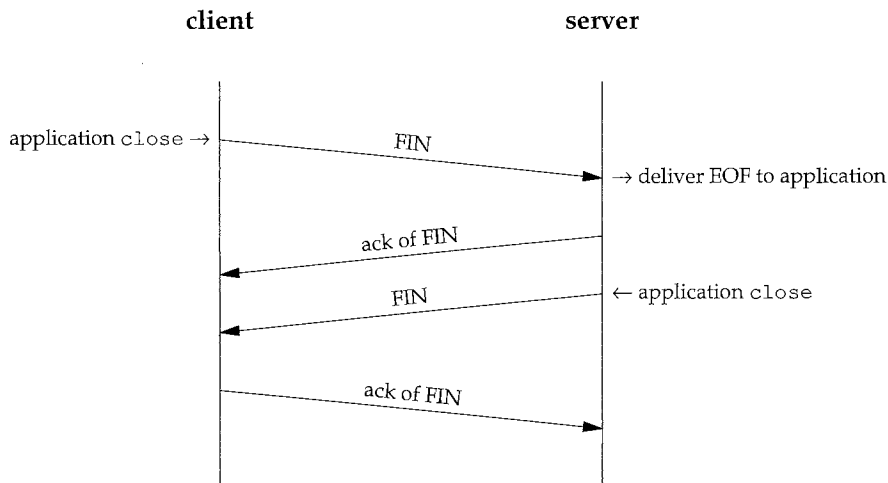 client
server
application close →
FIN
→ deliver EOF to application
ack of FIN
FIN
← application close
ack of FIN